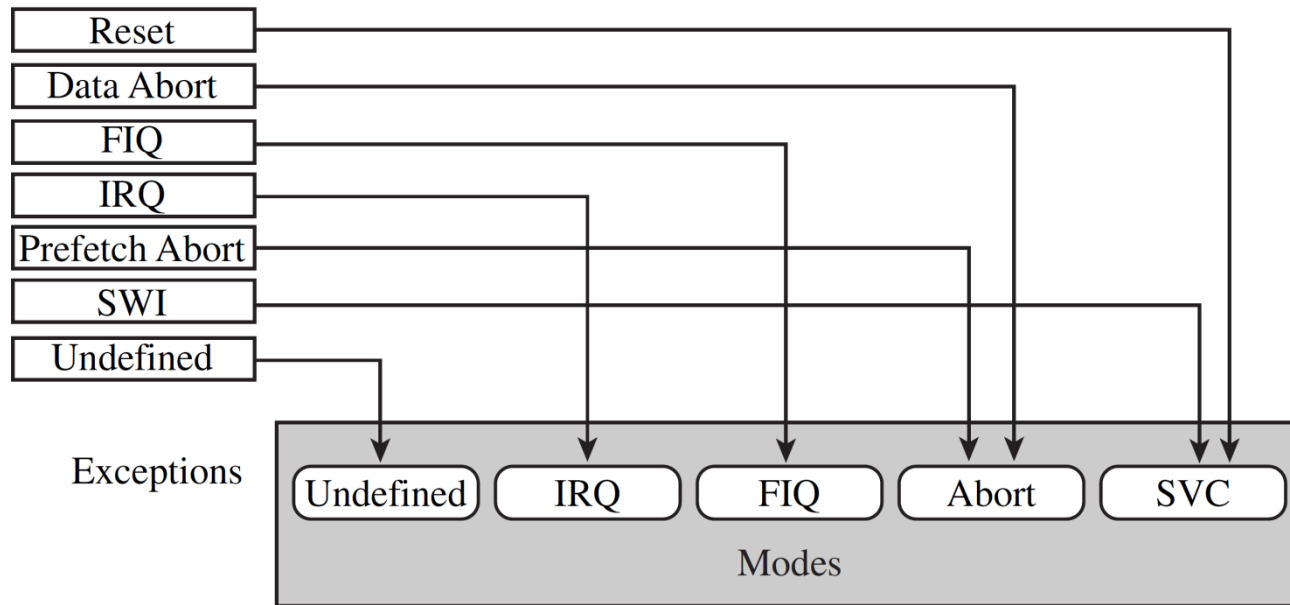 Reset
Data Abort
FIQ
IRQ
Prefetch Abort
SWI
Undefined
Exceptions
Undefined IRQ FIQ Abort SVC
Modes